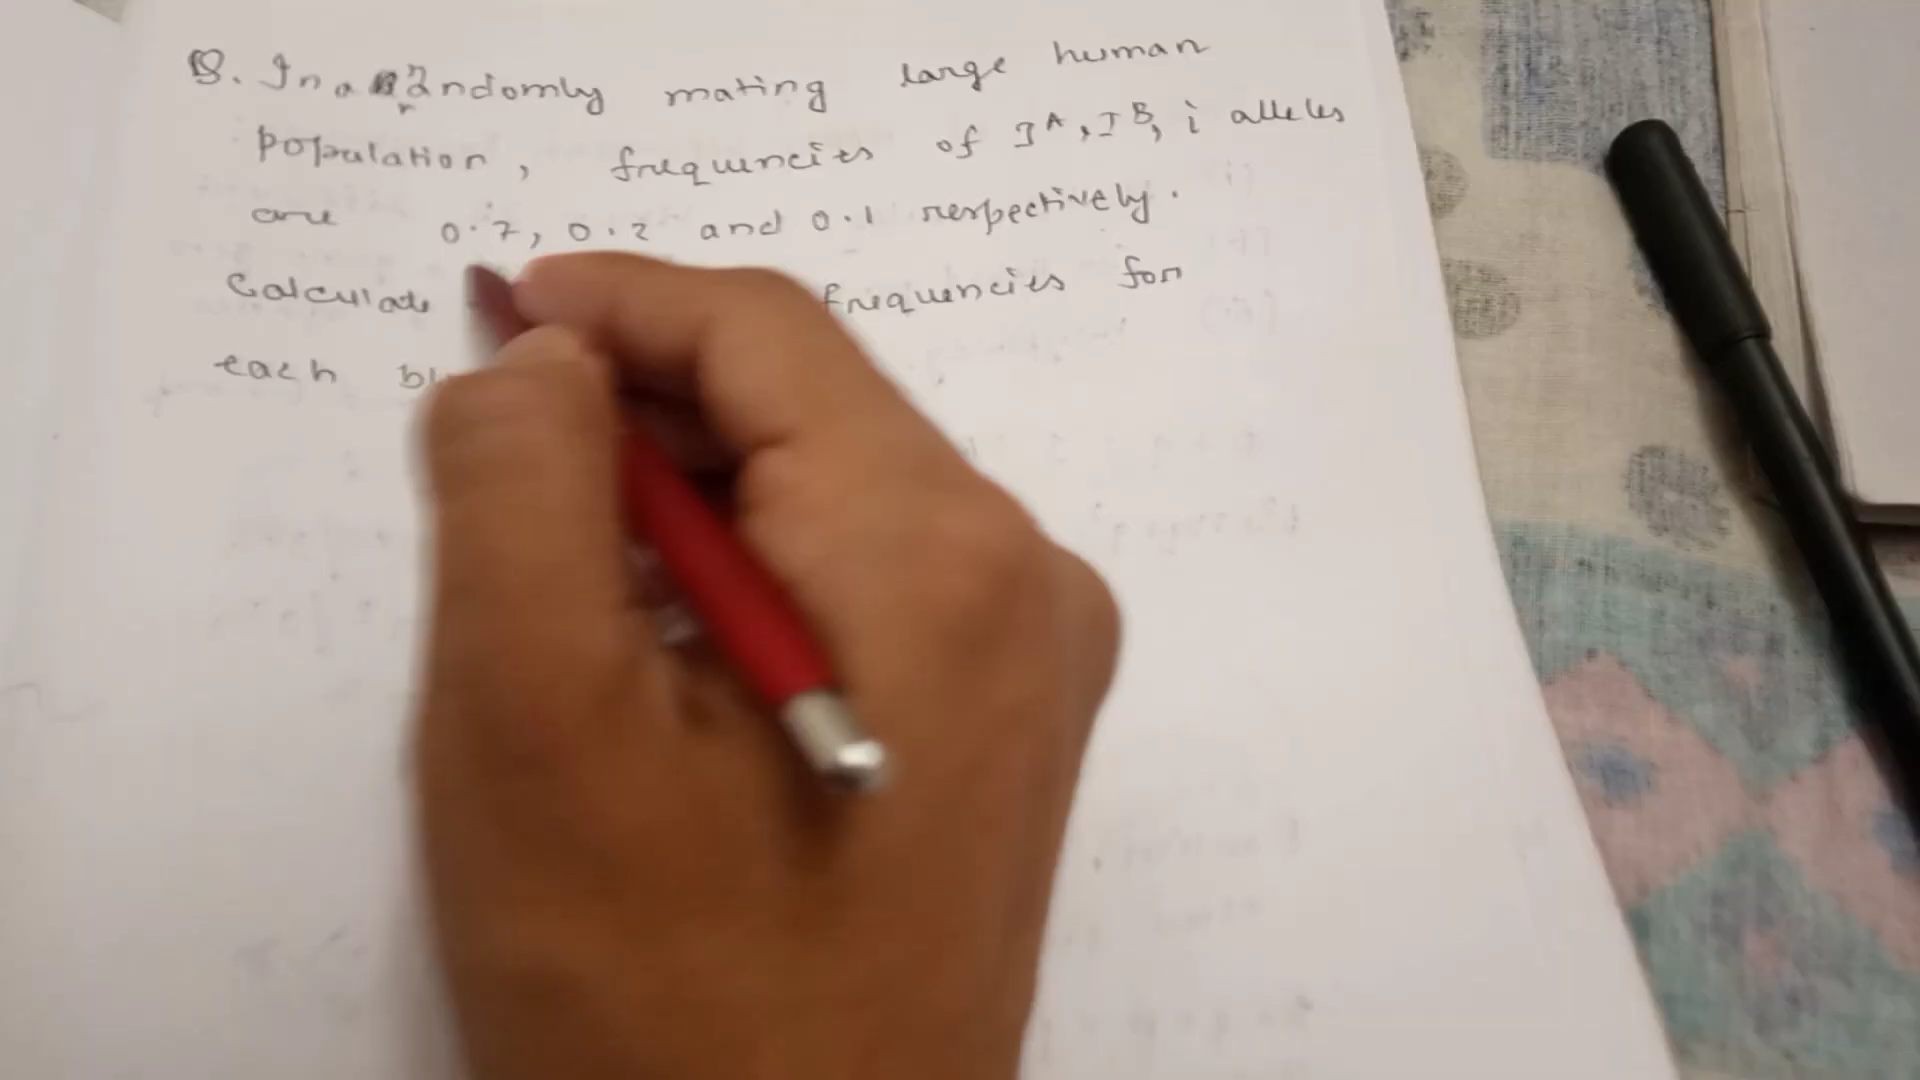 Q. In a randomly mating large human
population, frequencies of I^A, I^B, i alleles
are 0.7, 0.2 and 0.1 respectively.
Calculate frequencies for
each